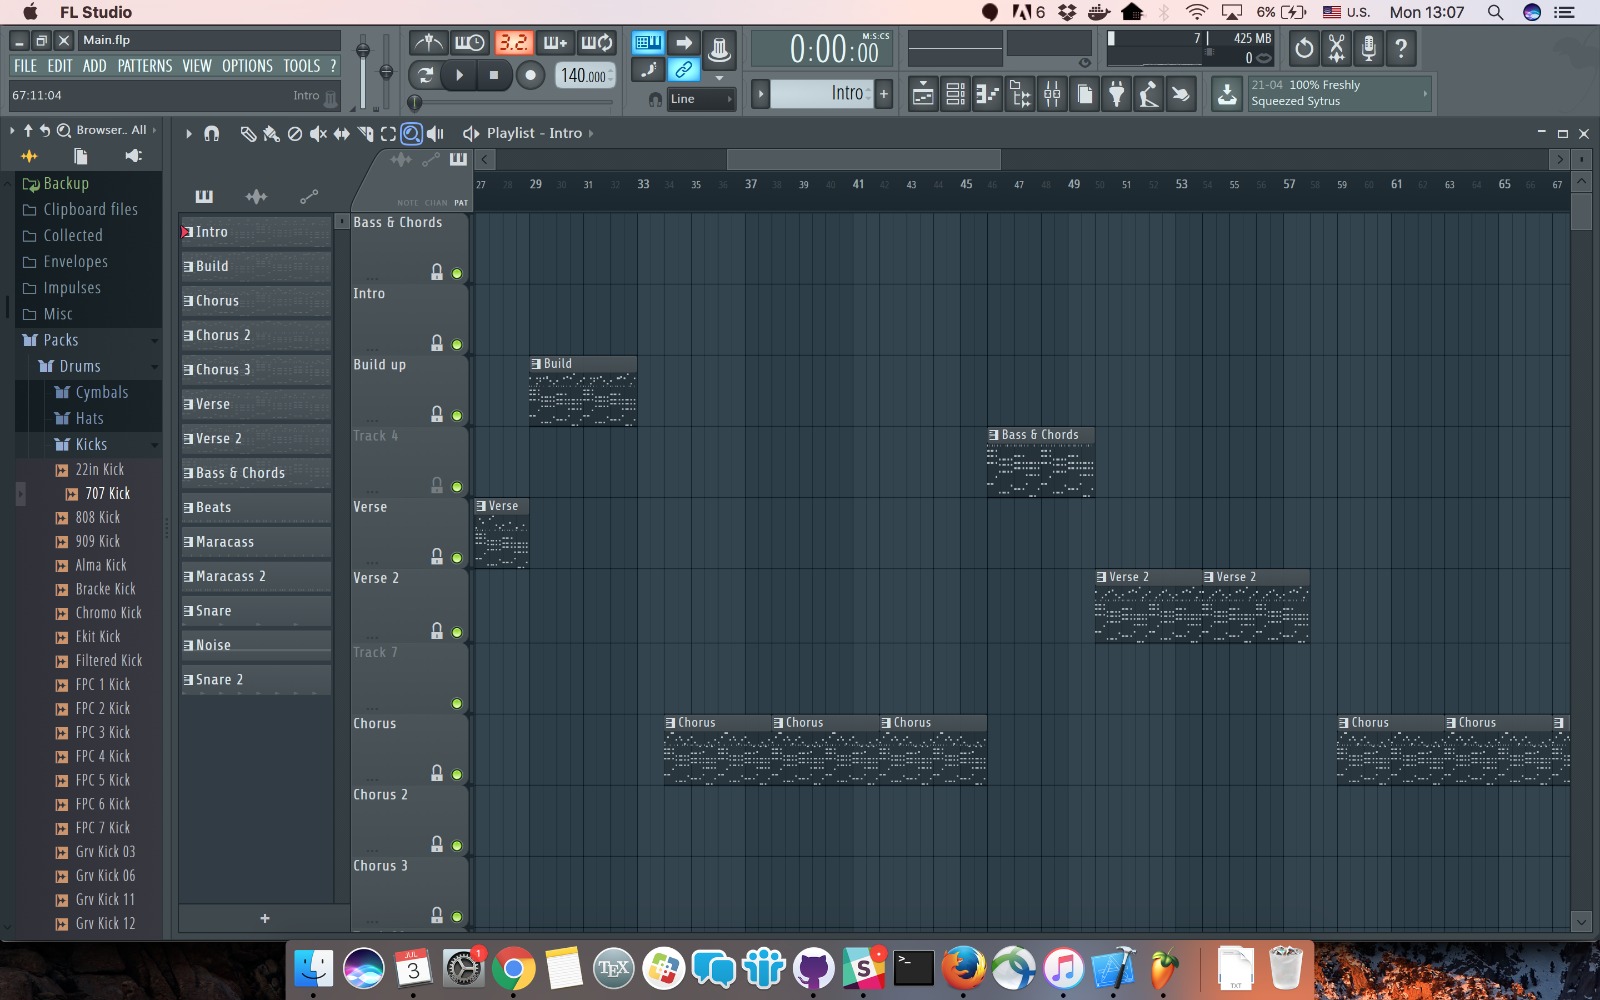 FL Studio
6
6%
U.S.
Mon 13:07
Main.flp
FILE EDIT ADD PATTERNS VIEW OPTIONS TOOLS ?
67:11:04
Intro
3.2
140.000
Line
0:00:00
M:S:CS
Intro
7
425 MB
0
21-04 100% Freshly
Squeezed Sytrus
Browser.. All
Playlist - Intro
Backup
Clipboard files
Collected
Envelopes
Impulses
Misc
Packs
Drums
Cymbals
Hats
Kicks
22in Kick
707 Kick
808 Kick
909 Kick
Alma Kick
Bracke Kick
Chromo Kick
Ekit Kick
Filtered Kick
FPC 1 Kick
FPC 2 Kick
FPC 3 Kick
FPC 4 Kick
FPC 5 Kick
FPC 6 Kick
FPC 7 Kick
Grv Kick 03
Grv Kick 06
Grv Kick 11
Grv Kick 12
Intro
Build
Chorus
Chorus 2
Chorus 3
Verse
Verse 2
Bass & Chords
Beats
Maracass
Maracass 2
Snare
Noise
Snare 2
+
NOTE CHAN PAT
27 28 29 30 31 32 33 34 35 36 37 38 39 40 41 42 43 44 45 46 47 48 49 50 51 52 53 54 55 56 57 58 59 60 61 62 63 64 65 66 67
Bass & Chords
Intro
Build up
Build
Track 4
Bass & Chords
Verse
Verse
Verse 2
Verse 2
Verse 2
Track 7
Chorus
Chorus
Chorus
Chorus
Chorus
Chorus
Chorus 2
Chorus 3
JUL
3
1
TEX
S
>_
TXT